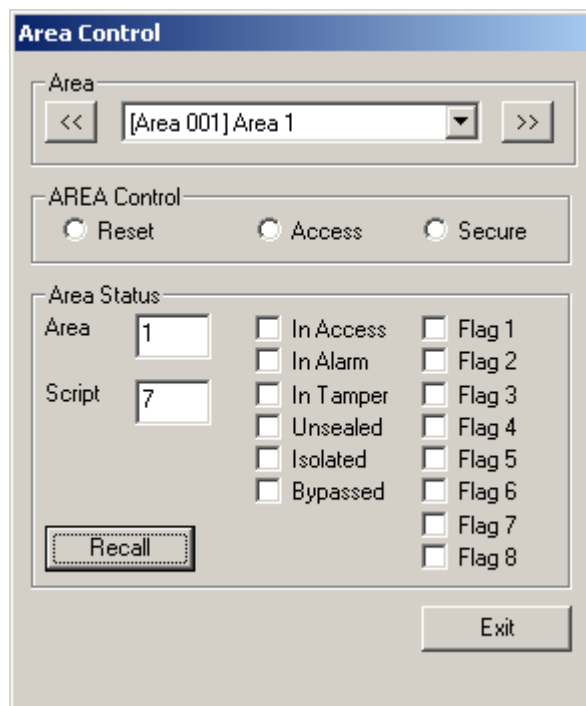 Area Control
Area
<< [Area 001] Area 1 >>
AREA Control
Reset Access Secure
Area Status
Area 1 In Access Flag 1
In Alarm Flag 2
Script 7 In Tamper Flag 3
Unsealed Flag 4
Isolated Flag 5
Bypassed Flag 6
Flag 7
Recall Flag 8
Exit